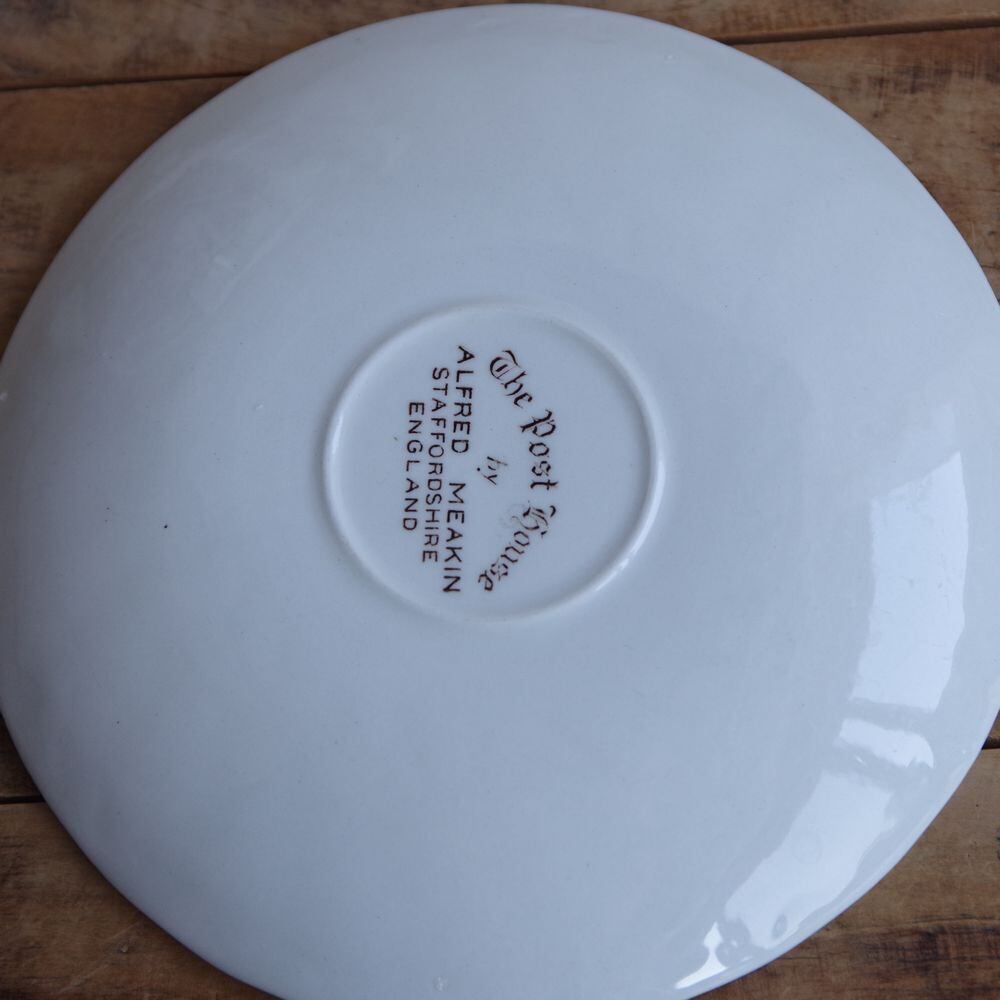 The Post House
by
ALFRED MEAKIN
STAFFORDSHIRE
ENGLAND